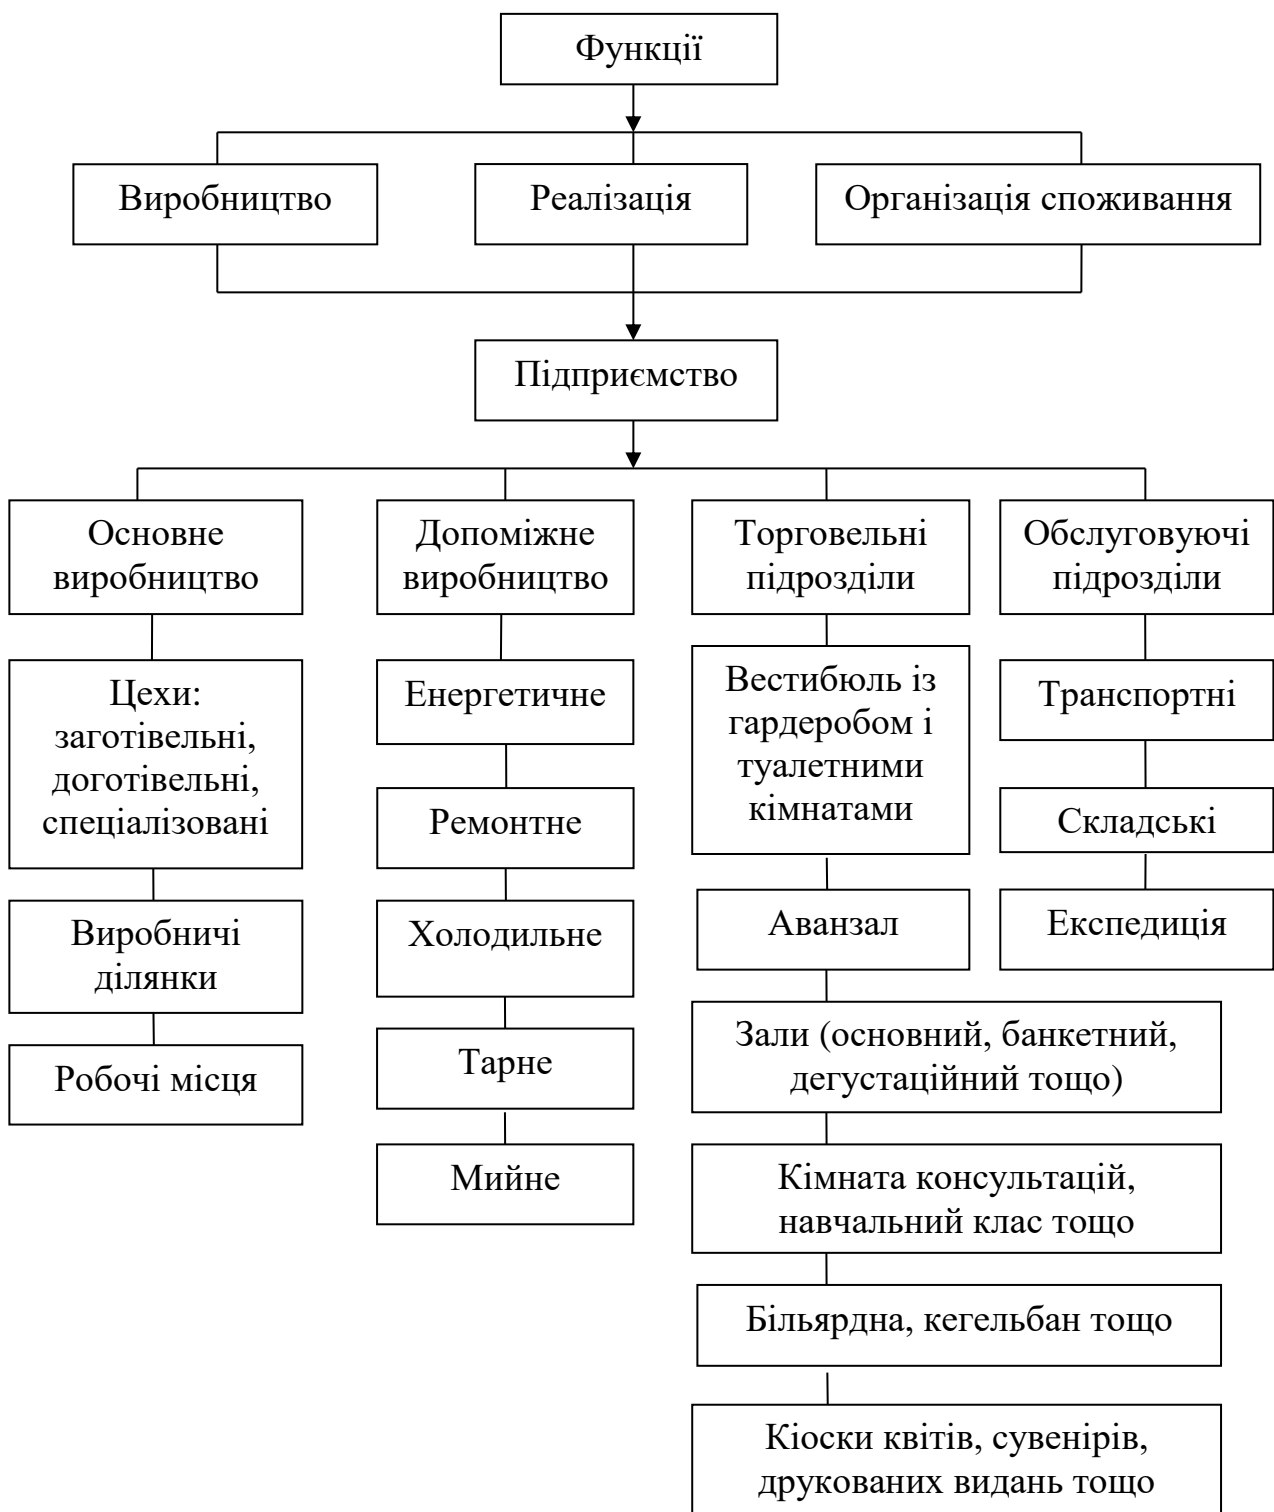 Функції
Виробництво
Реалізація
Організація споживання
Підприємство
Основне
виробництво
Допоміжне
виробництво
Торговельні
підрозділи
Обслуговуючі
підрозділи
Цехи:
заготівельні,
доготівельні,
спеціалізовані
Виробничі
ділянки
Робочі місця
Енергетичне
Ремонтне
Холодильне
Тарне
Мийне
Вестибюль із
гардеробом і
туалетними
кімнатами
Аванзал
Зали (основний, банкетний,
дегустаційний тощо)
Кімната консультацій,
навчальний клас тощо
Більярдна, кегельбан тощо
Кіоски квітів, сувенірів,
друкованих видань тощо
Транспортні
Складські
Експедиція